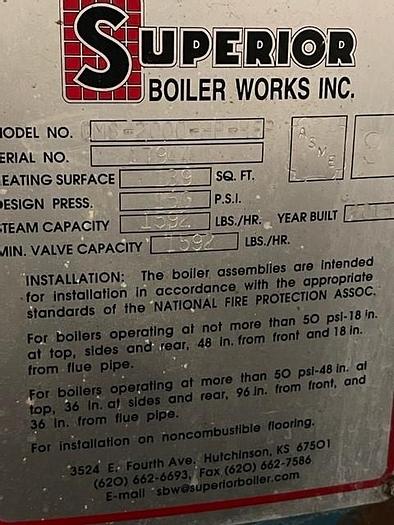 SUPERIOR
BOILER WORKS INC.
MODEL NO.
SERIAL NO.
HEATING SURFACE SQ. FT.
DESIGN PRESS. P.S.I.
STEAM CAPACITY 1592 LBS./HR. YEAR BUILT
MIN. VALVE CAPACITY 1592 LBS./HR.
ASME
S
INSTALLATION: The boiler assemblies are intended
for installation in accordance with the appropriate
standards of the NATIONAL FIRE PROTECTION ASSOC.
For boilers operating at not more than 50 psi-18 in.
at top, sides and rear, 48 in. from front and 18 in.
from flue pipe.
For boilers operating at more than 50 psi-48 in. at
top, 36 in. at sides and rear, 96 in. from front, and
36 in. from flue pipe.
For installation on noncombustible flooring.
3524 E. Fourth Ave. Hutchinson, KS 67501
(620) 662-6693, Fax (620) 662-7586
E-mail sbw@superiorboiler.com